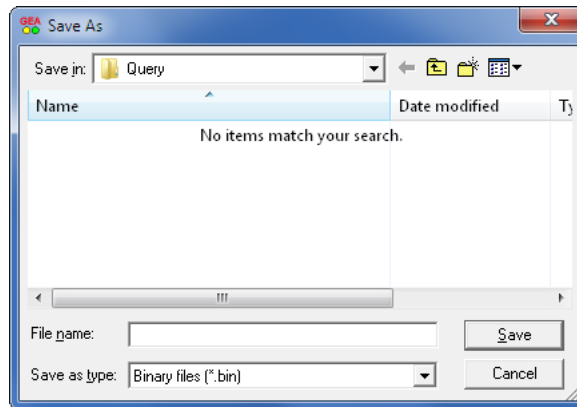 GEA Save As
Save in: Query
Name Date modified Ty
No items match your search.
File name: Save
Save as type: Binary files (*.bin) Cancel